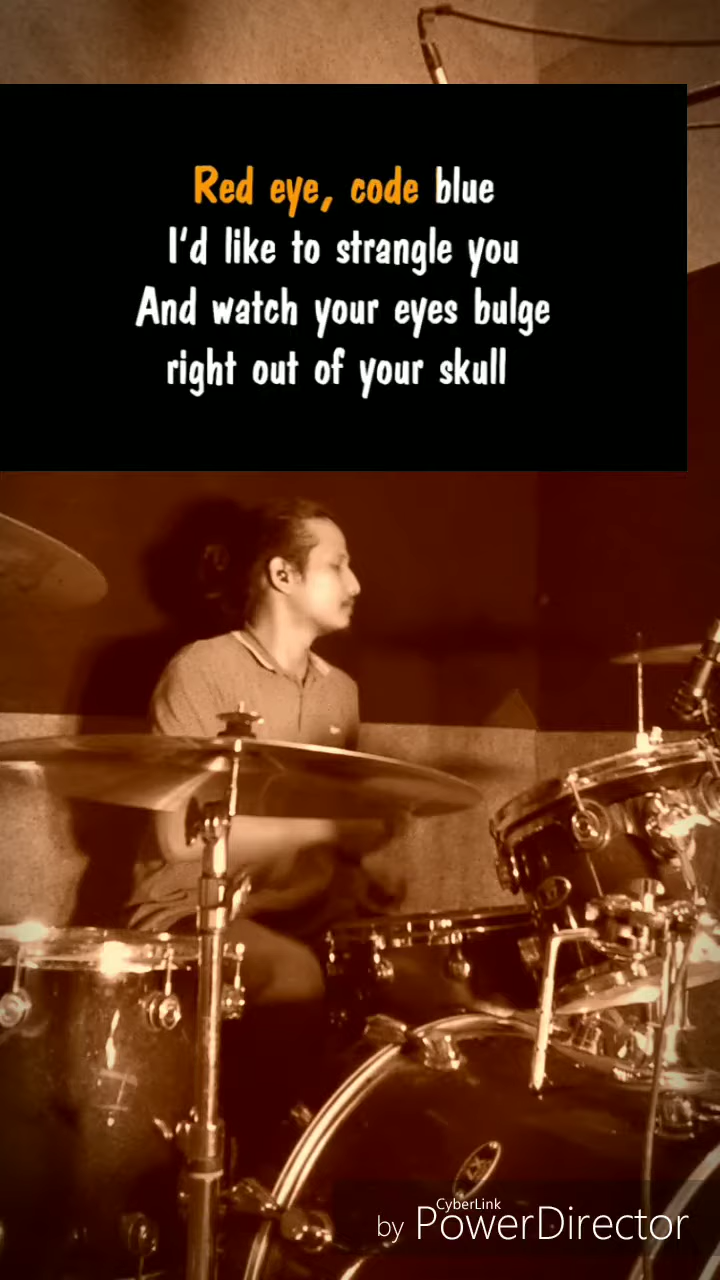 Red eye, code blue
I'd like to strangle you
And watch your eyes bulge
right out of your skull
CyberLink
by PowerDirector